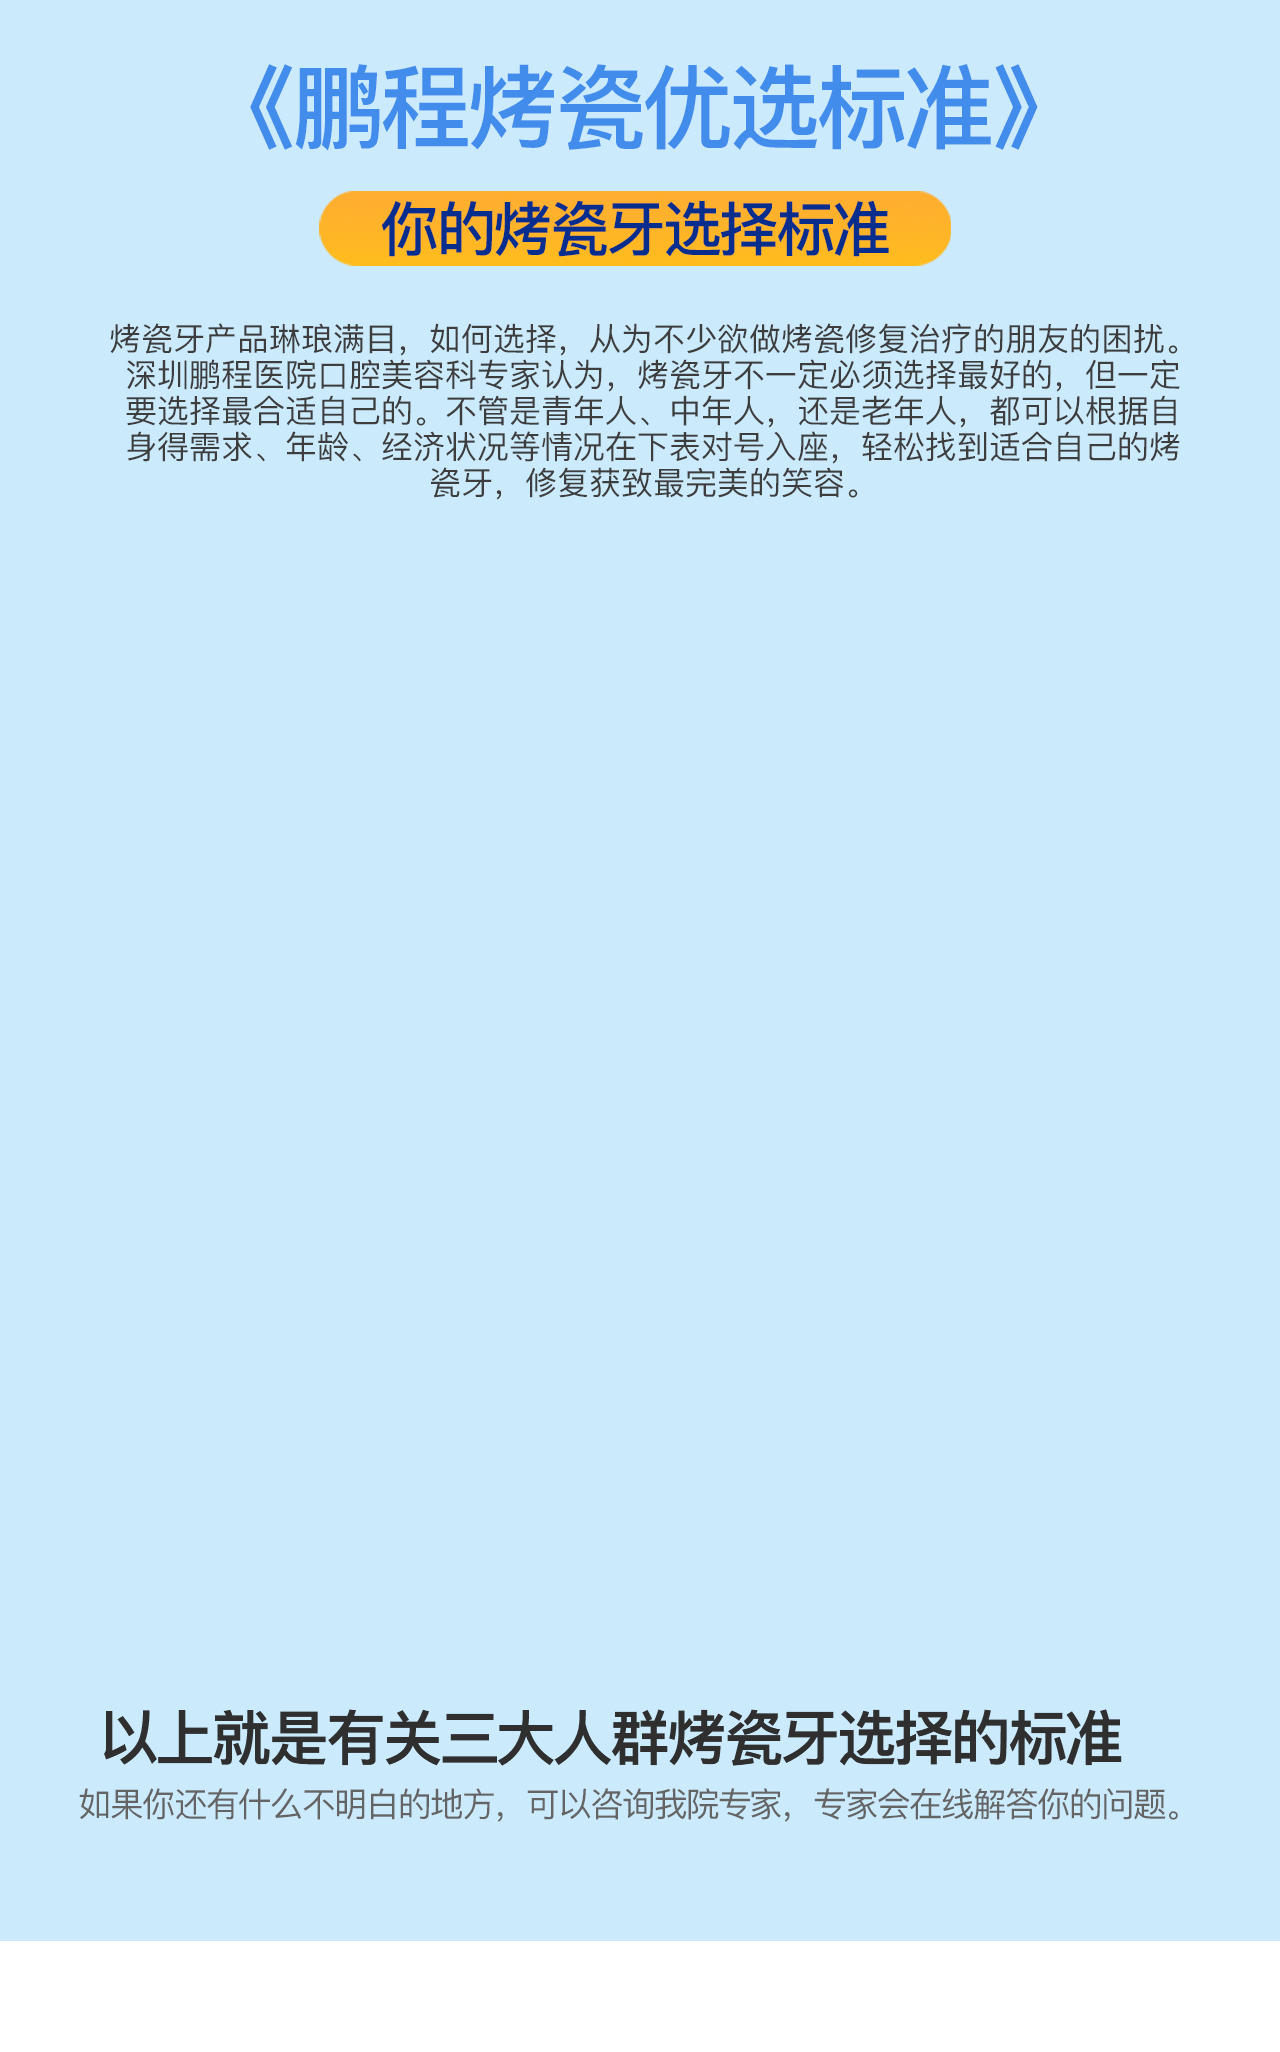 《鹏程烤瓷优选标准》
你的烤瓷牙选择标准
烤瓷牙产品琳琅满目，如何选择，从为不少欲做烤瓷修复治疗的朋友的困扰。
深圳鹏程医院口腔美容科专家认为，烤瓷牙不一定必须选择最好的，但一定
要选择最合适自己的。不管是青年人、中年人，还是老年人，都可以根据自
身得需求、年龄、经济状况等情况在下表对号入座，轻松找到适合自己的烤
瓷牙，修复获致最完美的笑容。
以上就是有关三大人群烤瓷牙选择的标准
如果你还有什么不明白的地方，可以咨询我院专家，专家会在线解答你的问题。